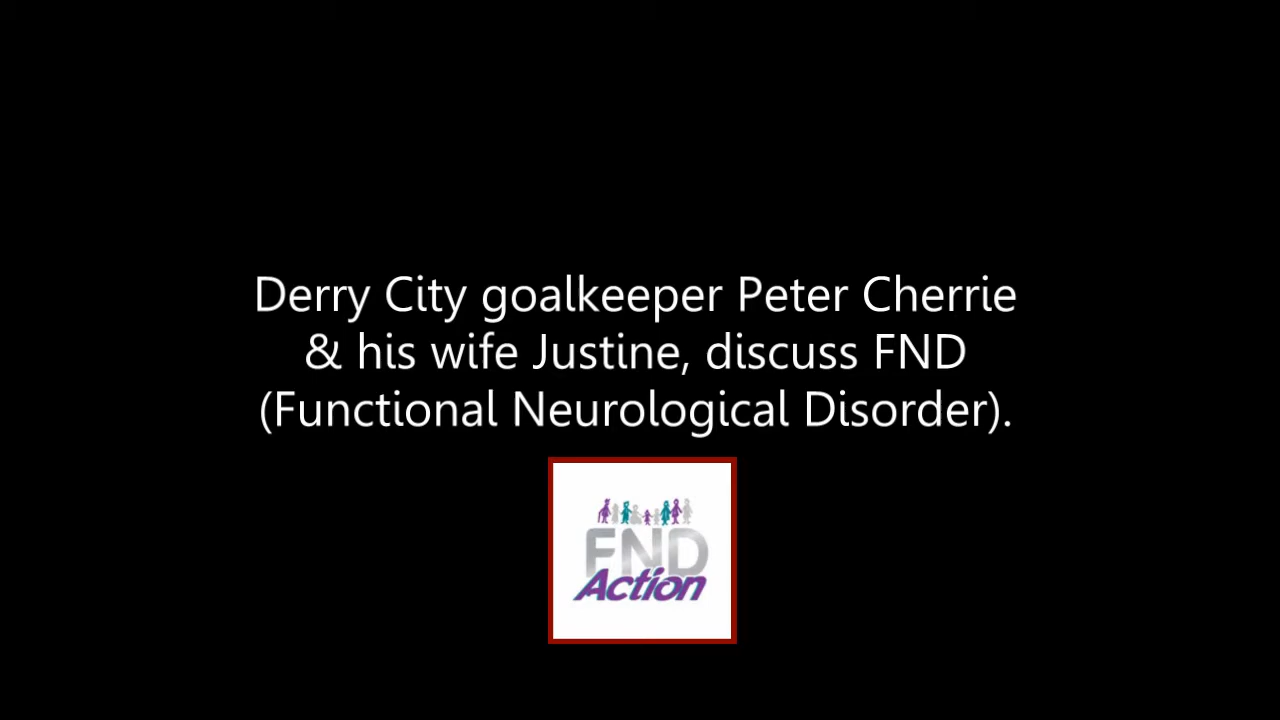 Derry City goalkeeper Peter Cherrie
& his wife Justine, discuss FND
(Functional Neurological Disorder).
FND
Action